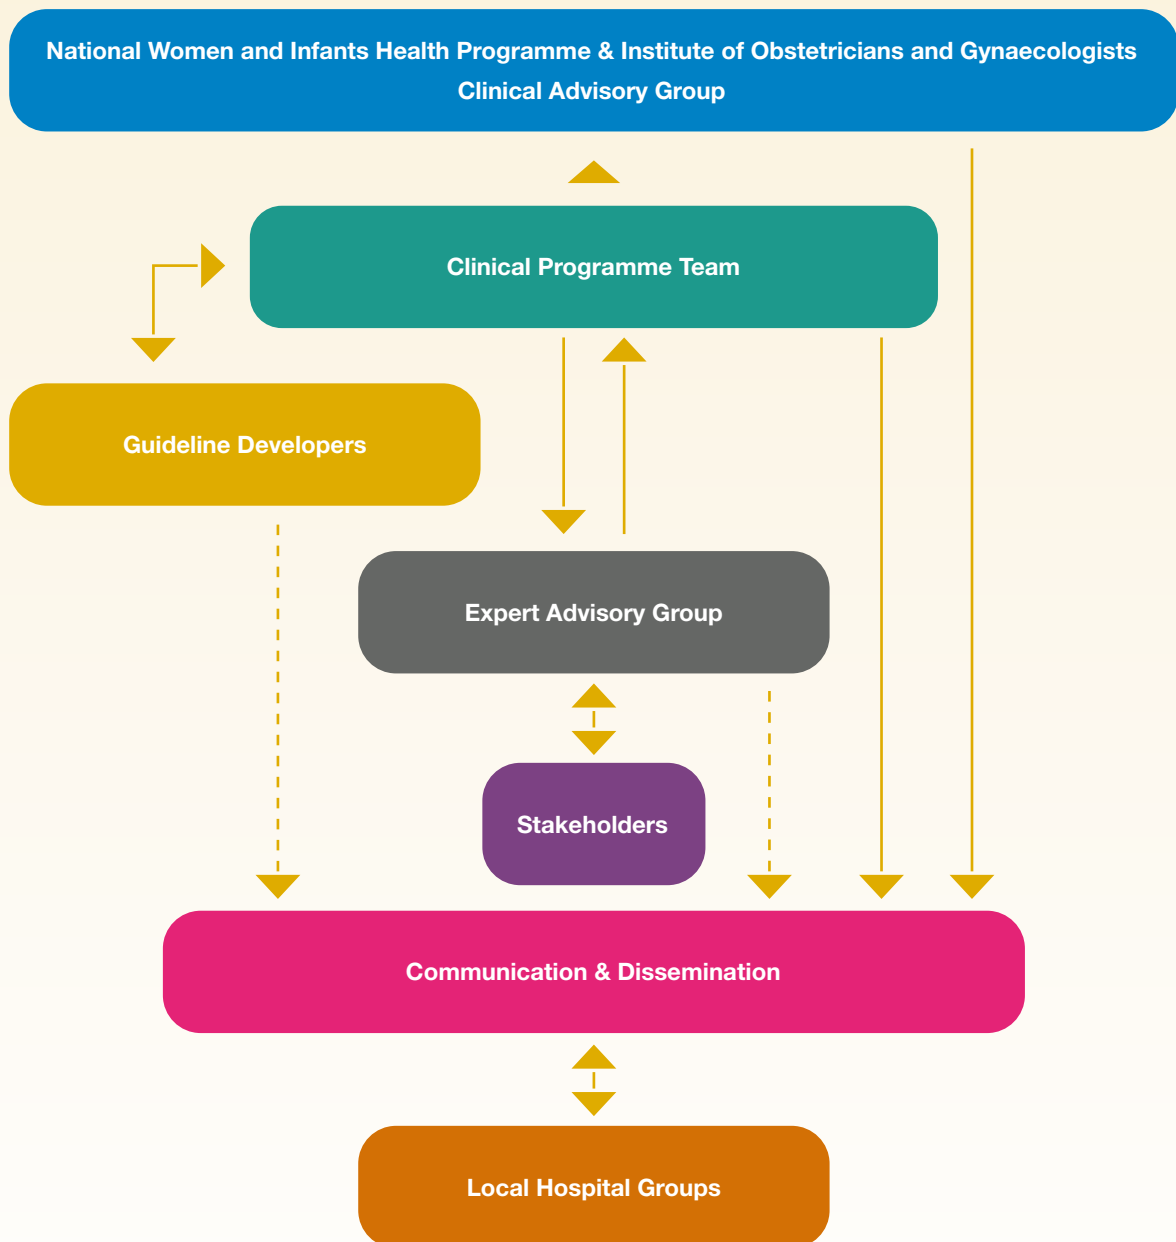 National Women and Infants Health Programme & Institute of Obstetricians and Gynaecologists
Clinical Advisory Group
Clinical Programme Team
Guideline Developers
Expert Advisory Group
Stakeholders
Communication & Dissemination
Local Hospital Groups